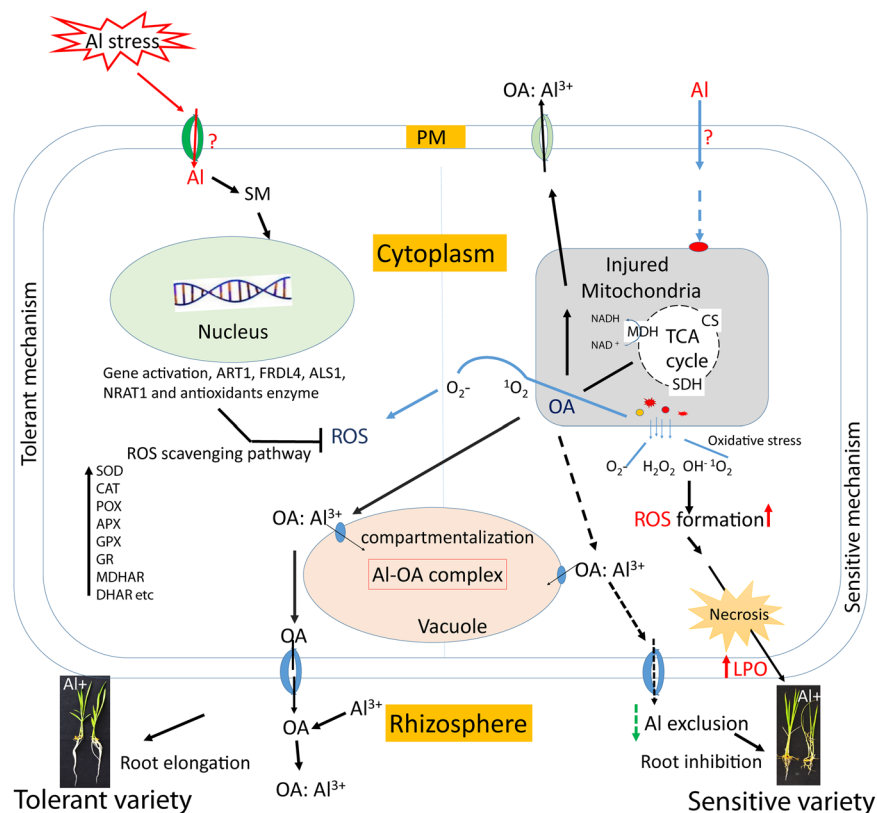 Al stress
OA: Al³⁺
Al
?
PM
?
Al
SM
Cytoplasm
Injured
Mitochondria
NADH
MDH
NAD ⁺
CS
TCA
cycle
SDH
Nucleus
Gene activation, ART1, FRDL4, ALS1,
NRAT1 and antioxidants enzyme
O₂-
¹O₂
OA
ROS
ROS scavenging pathway
Oxidative stress
O₂-
H₂O₂
OH-
¹O₂
SOD
CAT
POX
APX
GPX
GR
MDHAR
DHAR etc
ROS formation
OA: Al³⁺
compartmentalization
Al-OA complex
OA: Al³⁺
Vacuole
Necrosis
OA
LPO
Tolerant mechanism
Sensitive mechanism
Al+
Al+
Al³⁺
OA
Rhizosphere
Al exclusion
Root elongation
Root inhibition
OA: Al³⁺
Tolerant variety
Sensitive variety